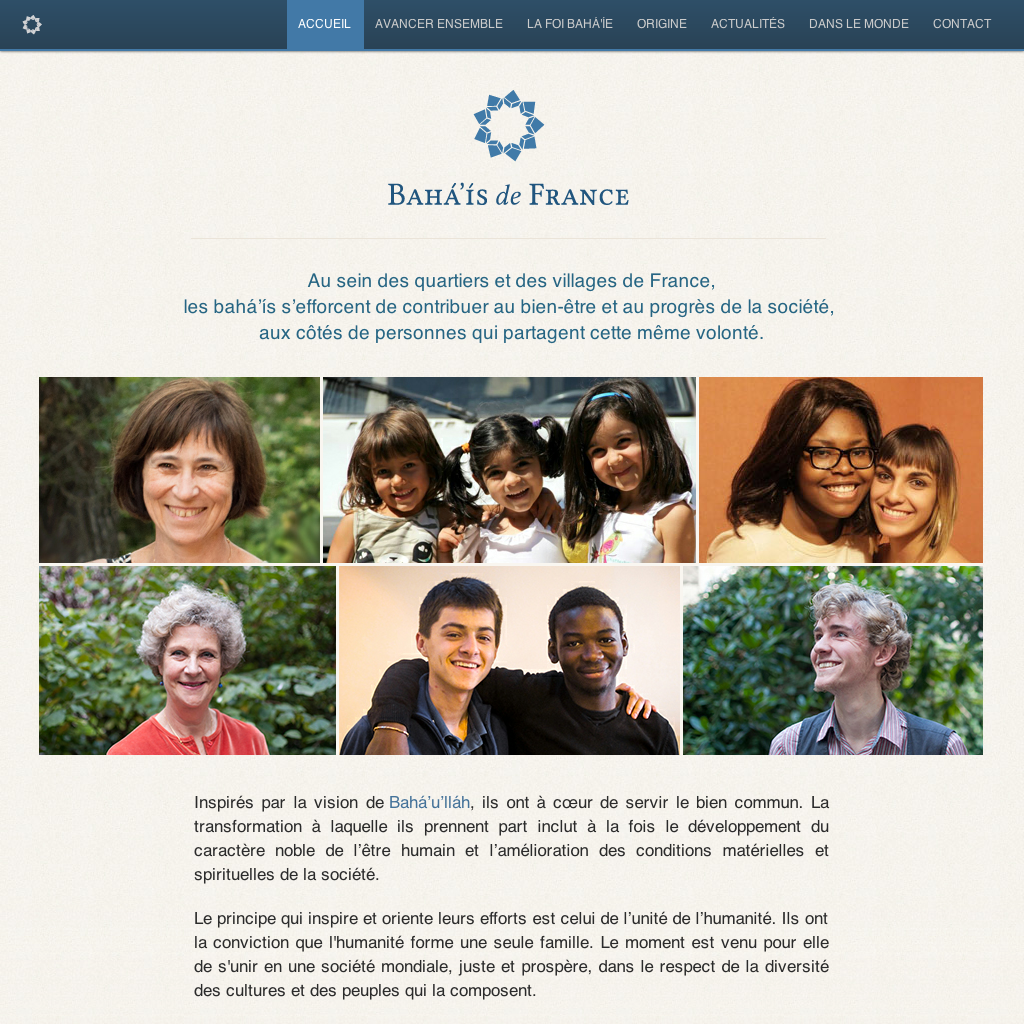 ACCUEIL AVANCER ENSEMBLE LA FOI BAHÁ'ÍE ORIGINE ACTUALITÉS DANS LE MONDE CONTACT
Bahá’ís de France
Au sein des quartiers et des villages de France,
les bahá’ís s’efforcent de contribuer au bien-être et au progrès de la société,
aux côtés de personnes qui partagent cette même volonté.
Inspirés par la vision de Bahá’u’lláh, ils ont à cœur de servir le bien commun. La
transformation à laquelle ils prennent part inclut à la fois le développement du
caractère noble de l’être humain et l’amélioration des conditions matérielles et
spirituelles de la société.
Le principe qui inspire et oriente leurs efforts est celui de l’unité de l’humanité. Ils ont
la conviction que l'humanité forme une seule famille. Le moment est venu pour elle
de s'unir en une société mondiale, juste et prospère, dans le respect de la diversité
des cultures et des peuples qui la composent.